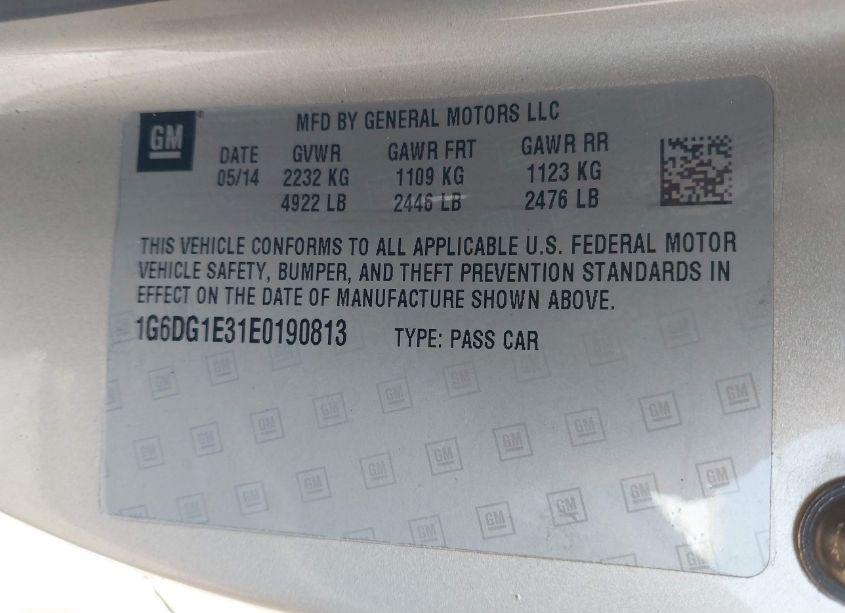 GM
MFD BY GENERAL MOTORS LLC
DATE GVWR GAWR FRT GAWR RR
05/14 2232 KG 1109 KG 1123 KG
4922 LB 2446 LB 2476 LB
THIS VEHICLE CONFORMS TO ALL APPLICABLE U.S. FEDERAL MOTOR
VEHICLE SAFETY, BUMPER, AND THEFT PREVENTION STANDARDS IN
EFFECT ON THE DATE OF MANUFACTURE SHOWN ABOVE.
1G6DG1E31E0190813 TYPE: PASS CAR